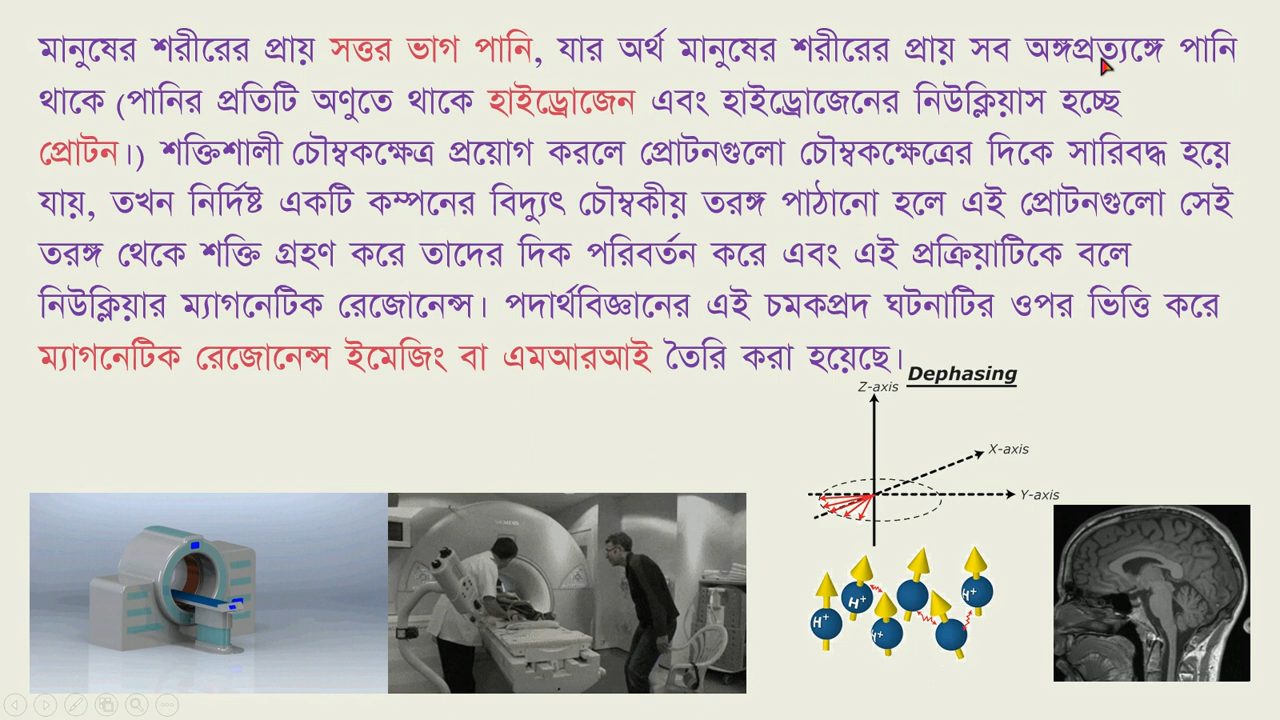 মানুষের শরীরের প্রায় সত্তর ভাগ পানি, যার অর্থ মানুষের শরীরের প্রায় সব অঙ্গপ্রত্যঙ্গে পানি
থাকে (পানির প্রতিটি অণুতে থাকে হাইড্রোজেন এবং হাইড্রোজেনের নিউক্লিয়াস হচ্ছে
প্রোটন।) শক্তিশালী চৌম্বকক্ষেত্র প্রয়োগ করলে প্রোটনগুলো চৌম্বকক্ষেত্রের দিকে সারিবদ্ধ হয়ে
যায়, তখন নির্দিষ্ট একটি কম্পনের বিদ্যুৎ চৌম্বকীয় তরঙ্গ পাঠানো হলে এই প্রোটনগুলো সেই
তরঙ্গ থেকে শক্তি গ্রহণ করে তাদের দিক পরিবর্তন করে এবং এই প্রক্রিয়াটিকে বলে
নিউক্লিয়ার ম্যাগনেটিক রেজোনেন্স। পদার্থবিজ্ঞানের এই চমকপ্রদ ঘটনাটির ওপর ভিত্তি করে
ম্যাগনেটিক রেজোনেন্স ইমেজিং বা এমআরআই তৈরি করা হয়েছে।
Dephasing
Z-axis
X-axis
Y-axis
SIEMENS
H+
H+
H+
H+